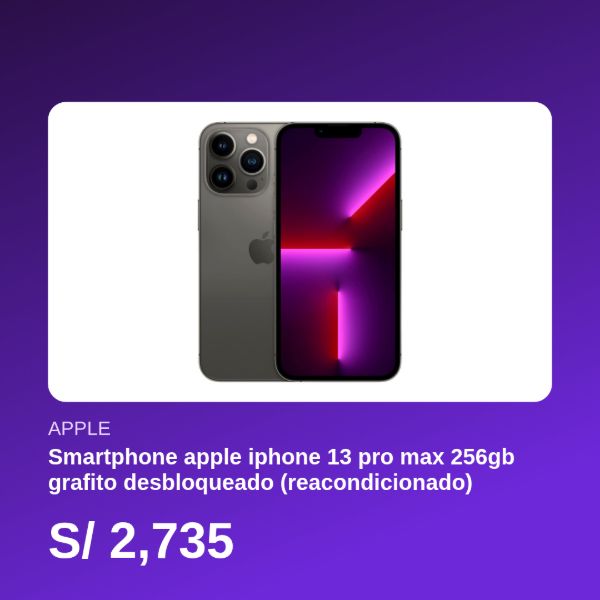 APPLE
Smartphone apple iphone 13 pro max 256gb
grafito desbloqueado (reacondicionado)
S/ 2,735